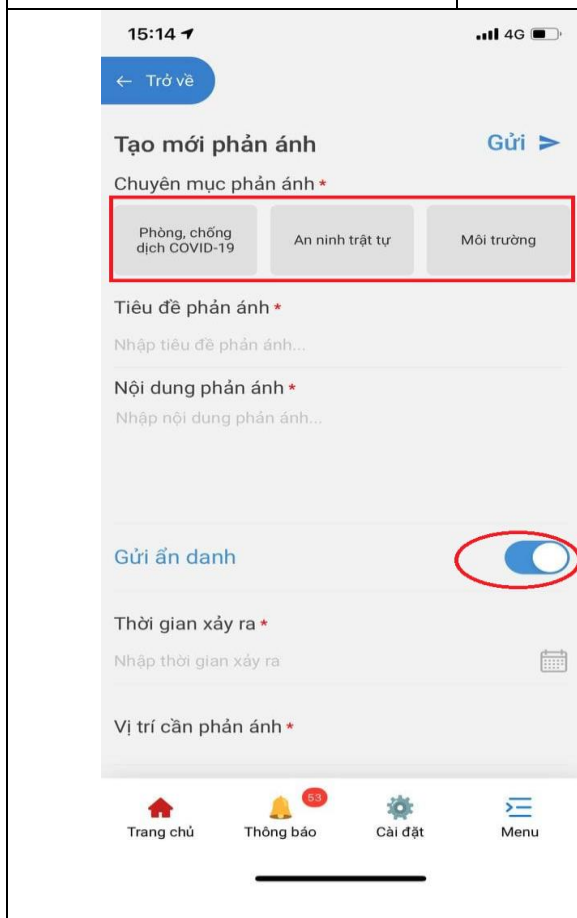 15:14
4G
← Trở về
Tạo mới phản ánh
Gửi
Chuyên mục phản ánh *
Phòng, chống
dịch COVID-19
An ninh trật tự
Môi trường
Tiêu đề phản ánh *
Nhập tiêu đề phản ánh...
Nội dung phản ánh *
Nhập nội dung phản ánh...
Gửi ẩn danh
Thời gian xảy ra *
Nhập thời gian xảy ra
Vị trí cần phản ánh *
53
Trang chủ
Thông báo
Cài đặt
Menu